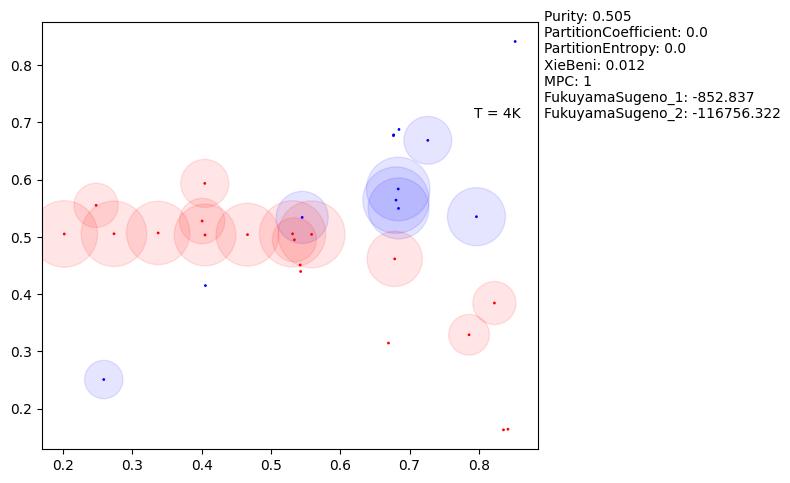 Purity: 0.505
PartitionCoefficient: 0.0
PartitionEntropy: 0.0
XieBeni: 0.012
MPC: 1
FukuyamaSugeno_1: -852.837
FukuyamaSugeno_2: -116756.322
T = 4K
0.8
0.7
0.6
0.5
0.4
0.3
0.2
0.2 0.3 0.4 0.5 0.6 0.7 0.8